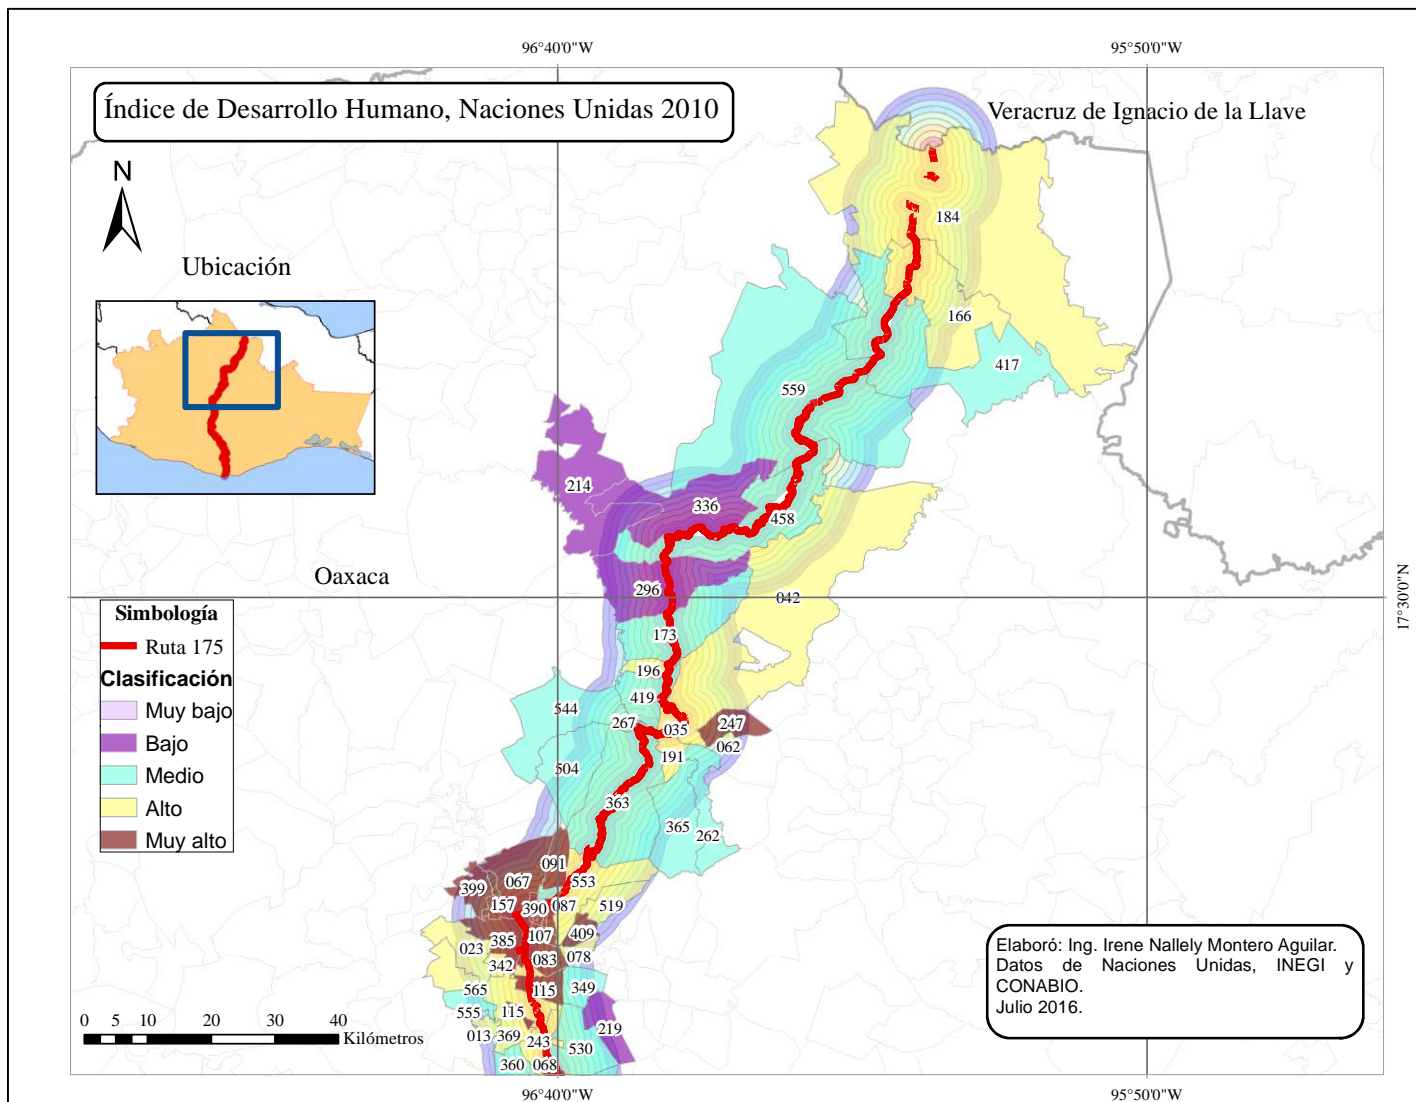 96°40'0"W
95°50'0"W
Índice de Desarrollo Humano, Naciones Unidas 2010
Veracruz de Ignacio de la Llave
N
Ubicación
184
166
417
559
214
336
458
Oaxaca
296
042
17°30'0"N
Simbología
Ruta 175
Clasificación
Muy bajo
Bajo
Medio
Alto
Muy alto
173
196
419
544
267
035
247
062
191
504
363
365
262
091
553
067
399
157
390
087
519
107
409
385
023
083
078
342
565
115
349
555
115
219
013
369
243
530
360
068
0 5 10 20 30 40
Kilómetros
Elaboró: Ing. Irene Nallely Montero Aguilar.
Datos de Naciones Unidas, INEGI y
CONABIO.
Julio 2016.
96°40'0"W
95°50'0"W